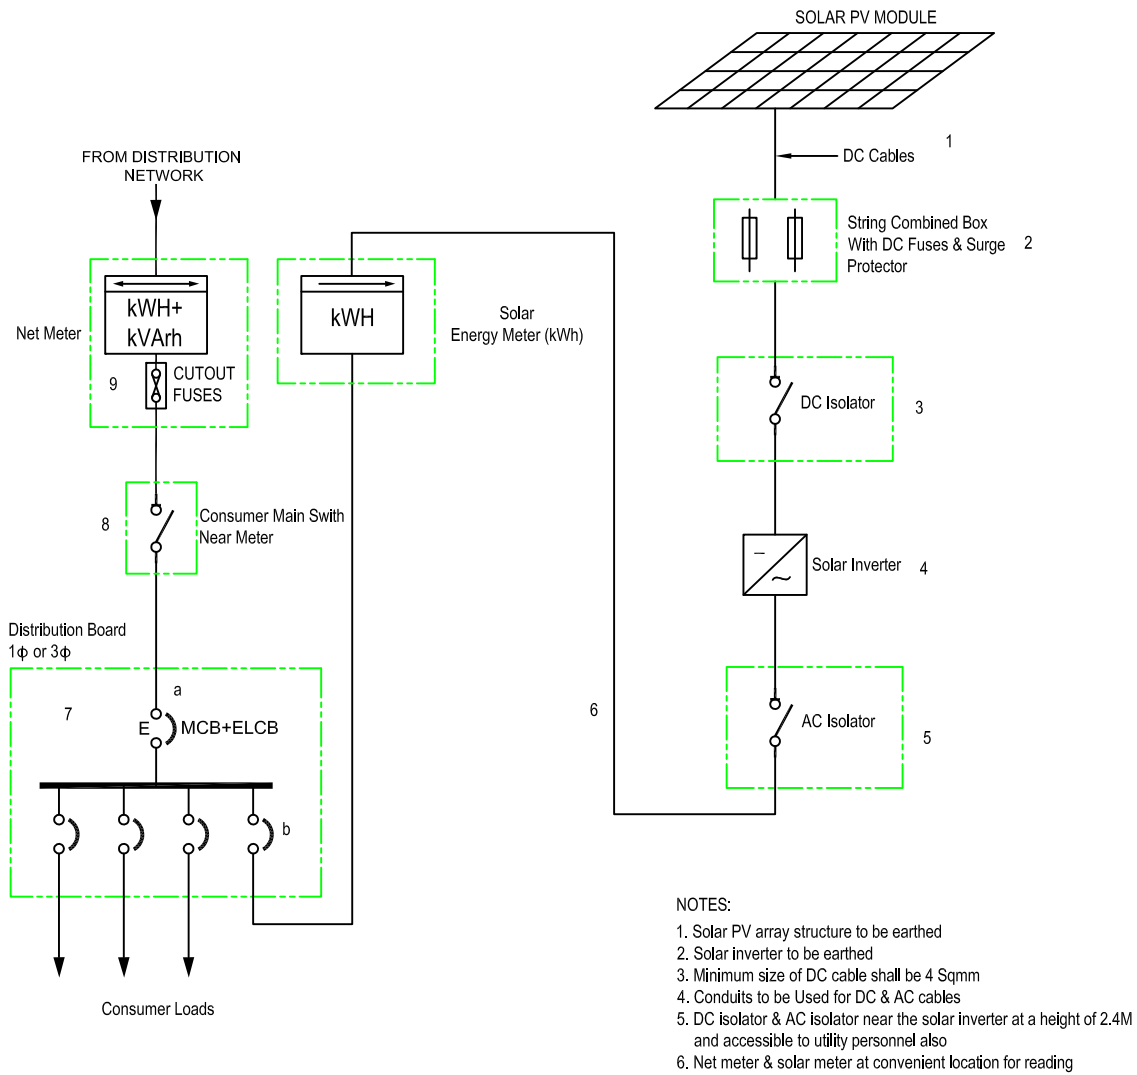 SOLAR PV MODULE
1
DC Cables
FROM DISTRIBUTION
NETWORK
String Combined Box
With DC Fuses & Surge
Protector
2
Net Meter
kWH+
kVArh
kWH
Solar
Energy Meter (kWh)
9
CUTOUT
FUSES
DC Isolator
3
8
Consumer Main Swith
Near Meter
Solar Inverter
4
Distribution Board
1ϕ or 3ϕ
7
a
E
MCB+ELCB
6
AC Isolator
5
b
Consumer Loads
NOTES:
1. Solar PV array structure to be earthed
2. Solar inverter to be earthed
3. Minimum size of DC cable shall be 4 Sqmm
4. Conduits to be Used for DC & AC cables
5. DC isolator & AC isolator near the solar inverter at a height of 2.4M
and accessible to utility personnel also
6. Net meter & solar meter at convenient location for reading